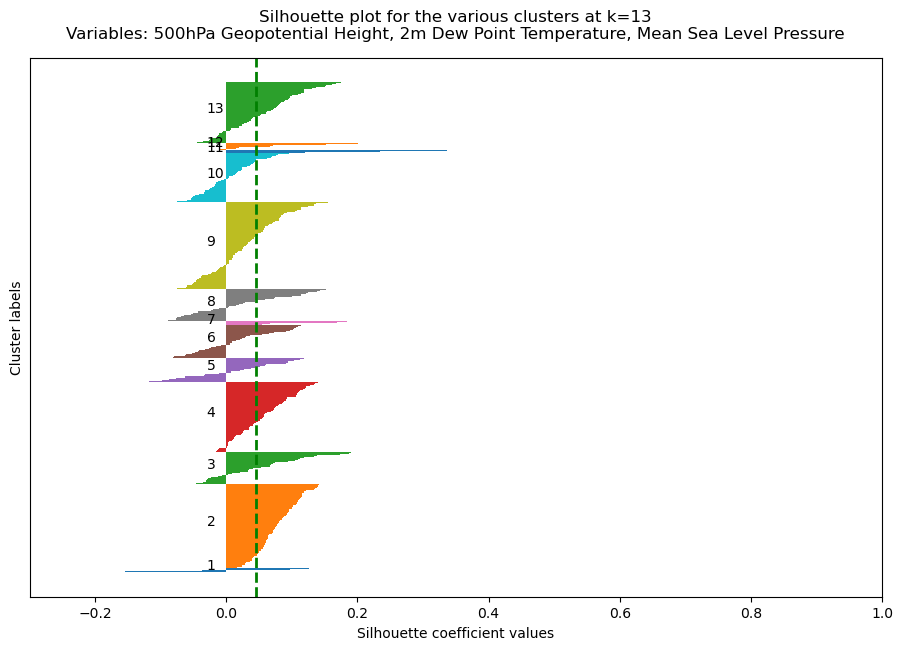 Silhouette plot for the various clusters at k=13
Variables: 500hPa Geopotential Height, 2m Dew Point Temperature, Mean Sea Level Pressure
Cluster labels
13
12
11
10
9
8
7
6
5
4
3
2
1
−0.2 0.0 0.2 0.4 0.6 0.8 1.0
Silhouette coefficient values